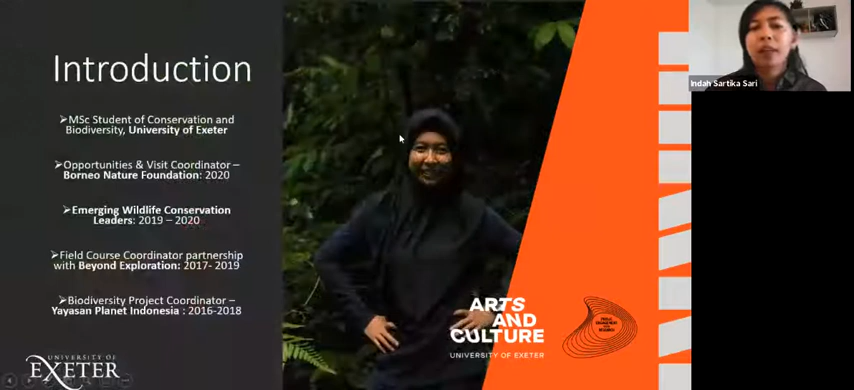 Introduction
➢MSc Student of Conservation and
Biodiversity, University of Exeter
➢Opportunities & Visit Coordinator –
Borneo Nature Foundation: 2020
➢Emerging Wildlife Conservation
Leaders: 2019 – 2020
➢Field Course Coordinator partnership
with Beyond Exploration: 2017- 2019
➢Biodiversity Project Coordinator –
Yayasan Planet Indonesia : 2016-2018
UNIVERSITY OF
EXETER
ARTS
AND
CULTURE
UNIVERSITY OF EXETER
Indah Sartika Sari